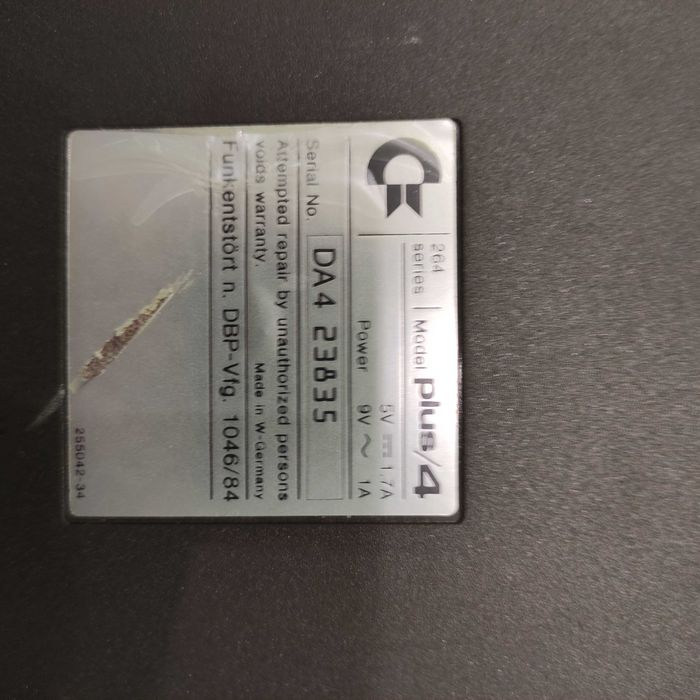 264 series Model plus/4
Power 5V ⎓ 1.7A
9V ~ 1A
Serial No. DA4 23835
Attempted repair by unauthorized persons
voids warranty. Made in W-Germany
Funkentstört n. DBP-Vfg. 1046/84
255042-34